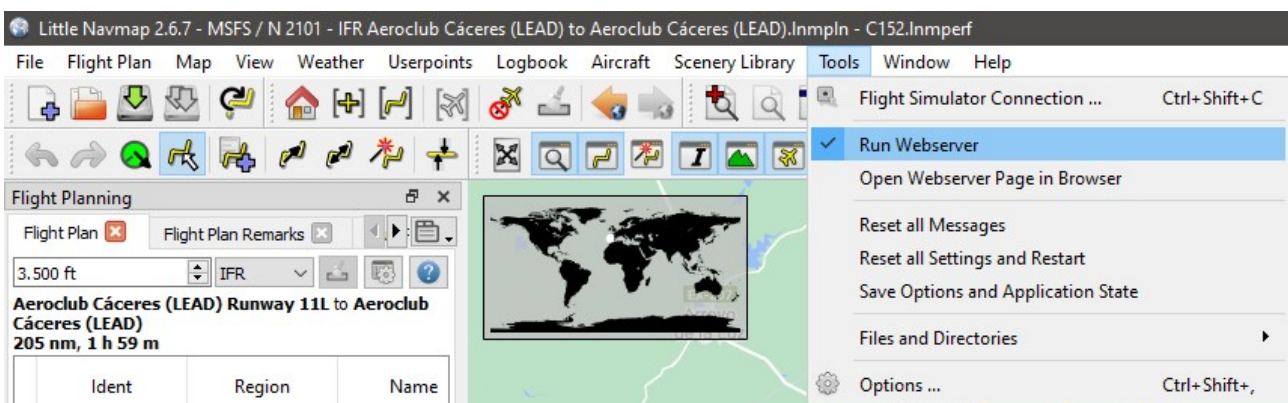 Little Navmap 2.6.7 - MSFS / N 2101 - IFR Aeroclub Cáceres (LEAD) to Aeroclub Cáceres (LEAD).lnmpln - C152.lnmperf
File Flight Plan Map View Weather Userpoints Logbook Aircraft Scenery Library Tools Window Help
Flight Simulator Connection ... Ctrl+Shift+C
Run Webserver
Open Webserver Page in Browser
Reset all Messages
Reset all Settings and Restart
Save Options and Application State
Files and Directories
Options ... Ctrl+Shift+,
Flight Planning
Flight Plan Flight Plan Remarks
3.500 ft IFR
Aeroclub Cáceres (LEAD) Runway 11L to Aeroclub
Cáceres (LEAD)
205 nm, 1 h 59 m
Ident Region Name
Arroyo
de la Luz